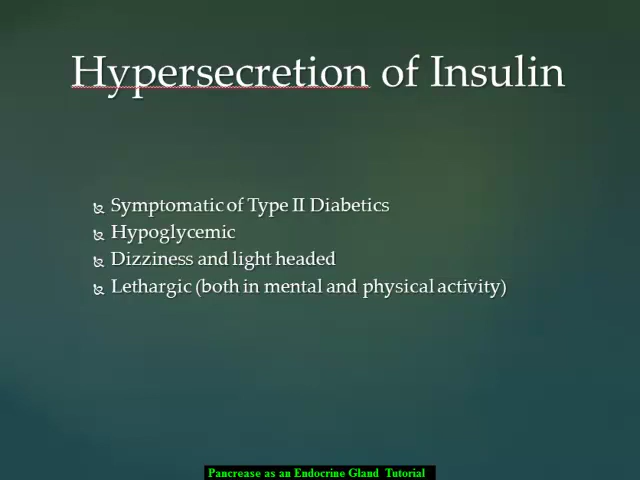 Hypersecretion of Insulin
Symptomatic of Type II Diabetics
Hypoglycemic
Dizziness and light headed
Lethargic (both in mental and physical activity)
Pancrease as an Endocrine Gland Tutorial